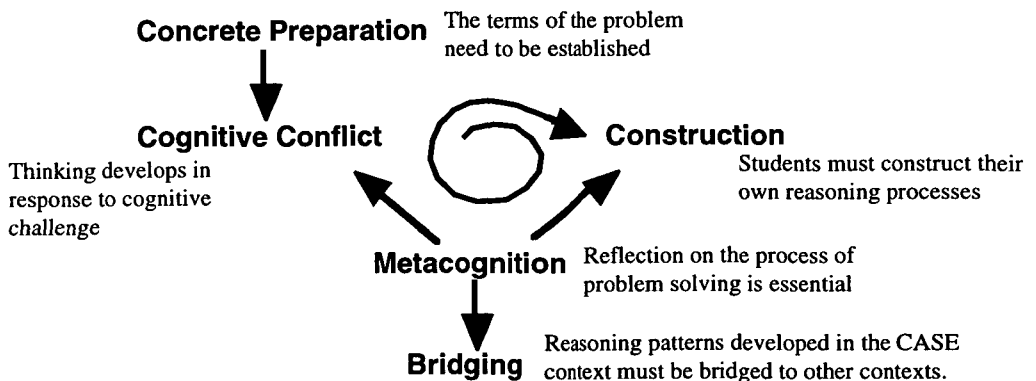 Concrete Preparation
The terms of the problem
need to be established
Cognitive Conflict
Thinking develops in
response to cognitive
challenge
Construction
Students must construct their
own reasoning processes
Metacognition
Reflection on the process of
problem solving is essential
Bridging
Reasoning patterns developed in the CASE
context must be bridged to other contexts.